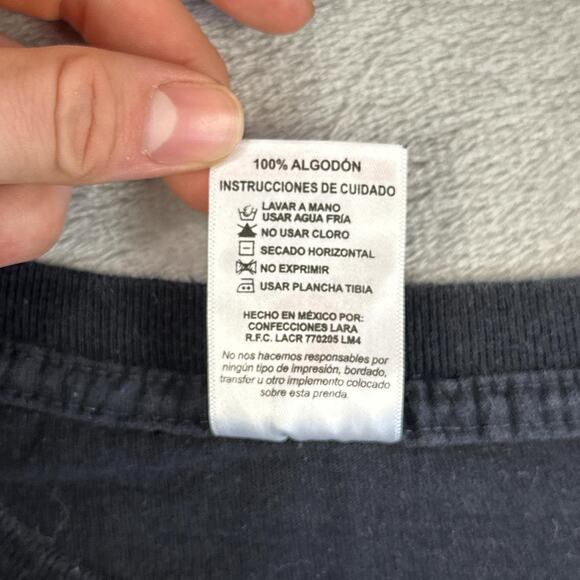 100% ALGODÓN
INSTRUCCIONES DE CUIDADO
LAVAR A MANO
USAR AGUA FRÍA
NO USAR CLORO
SECADO HORIZONTAL
NO EXPRIMIR
USAR PLANCHA TIBIA
HECHO EN MÉXICO POR:
CONFECCIONES LARA
R.F.C. LACR 770205 LM4
No nos hacemos responsables por
ningún tipo de impresión, bordado,
transfer u otro implemento colocado
sobre esta prenda.